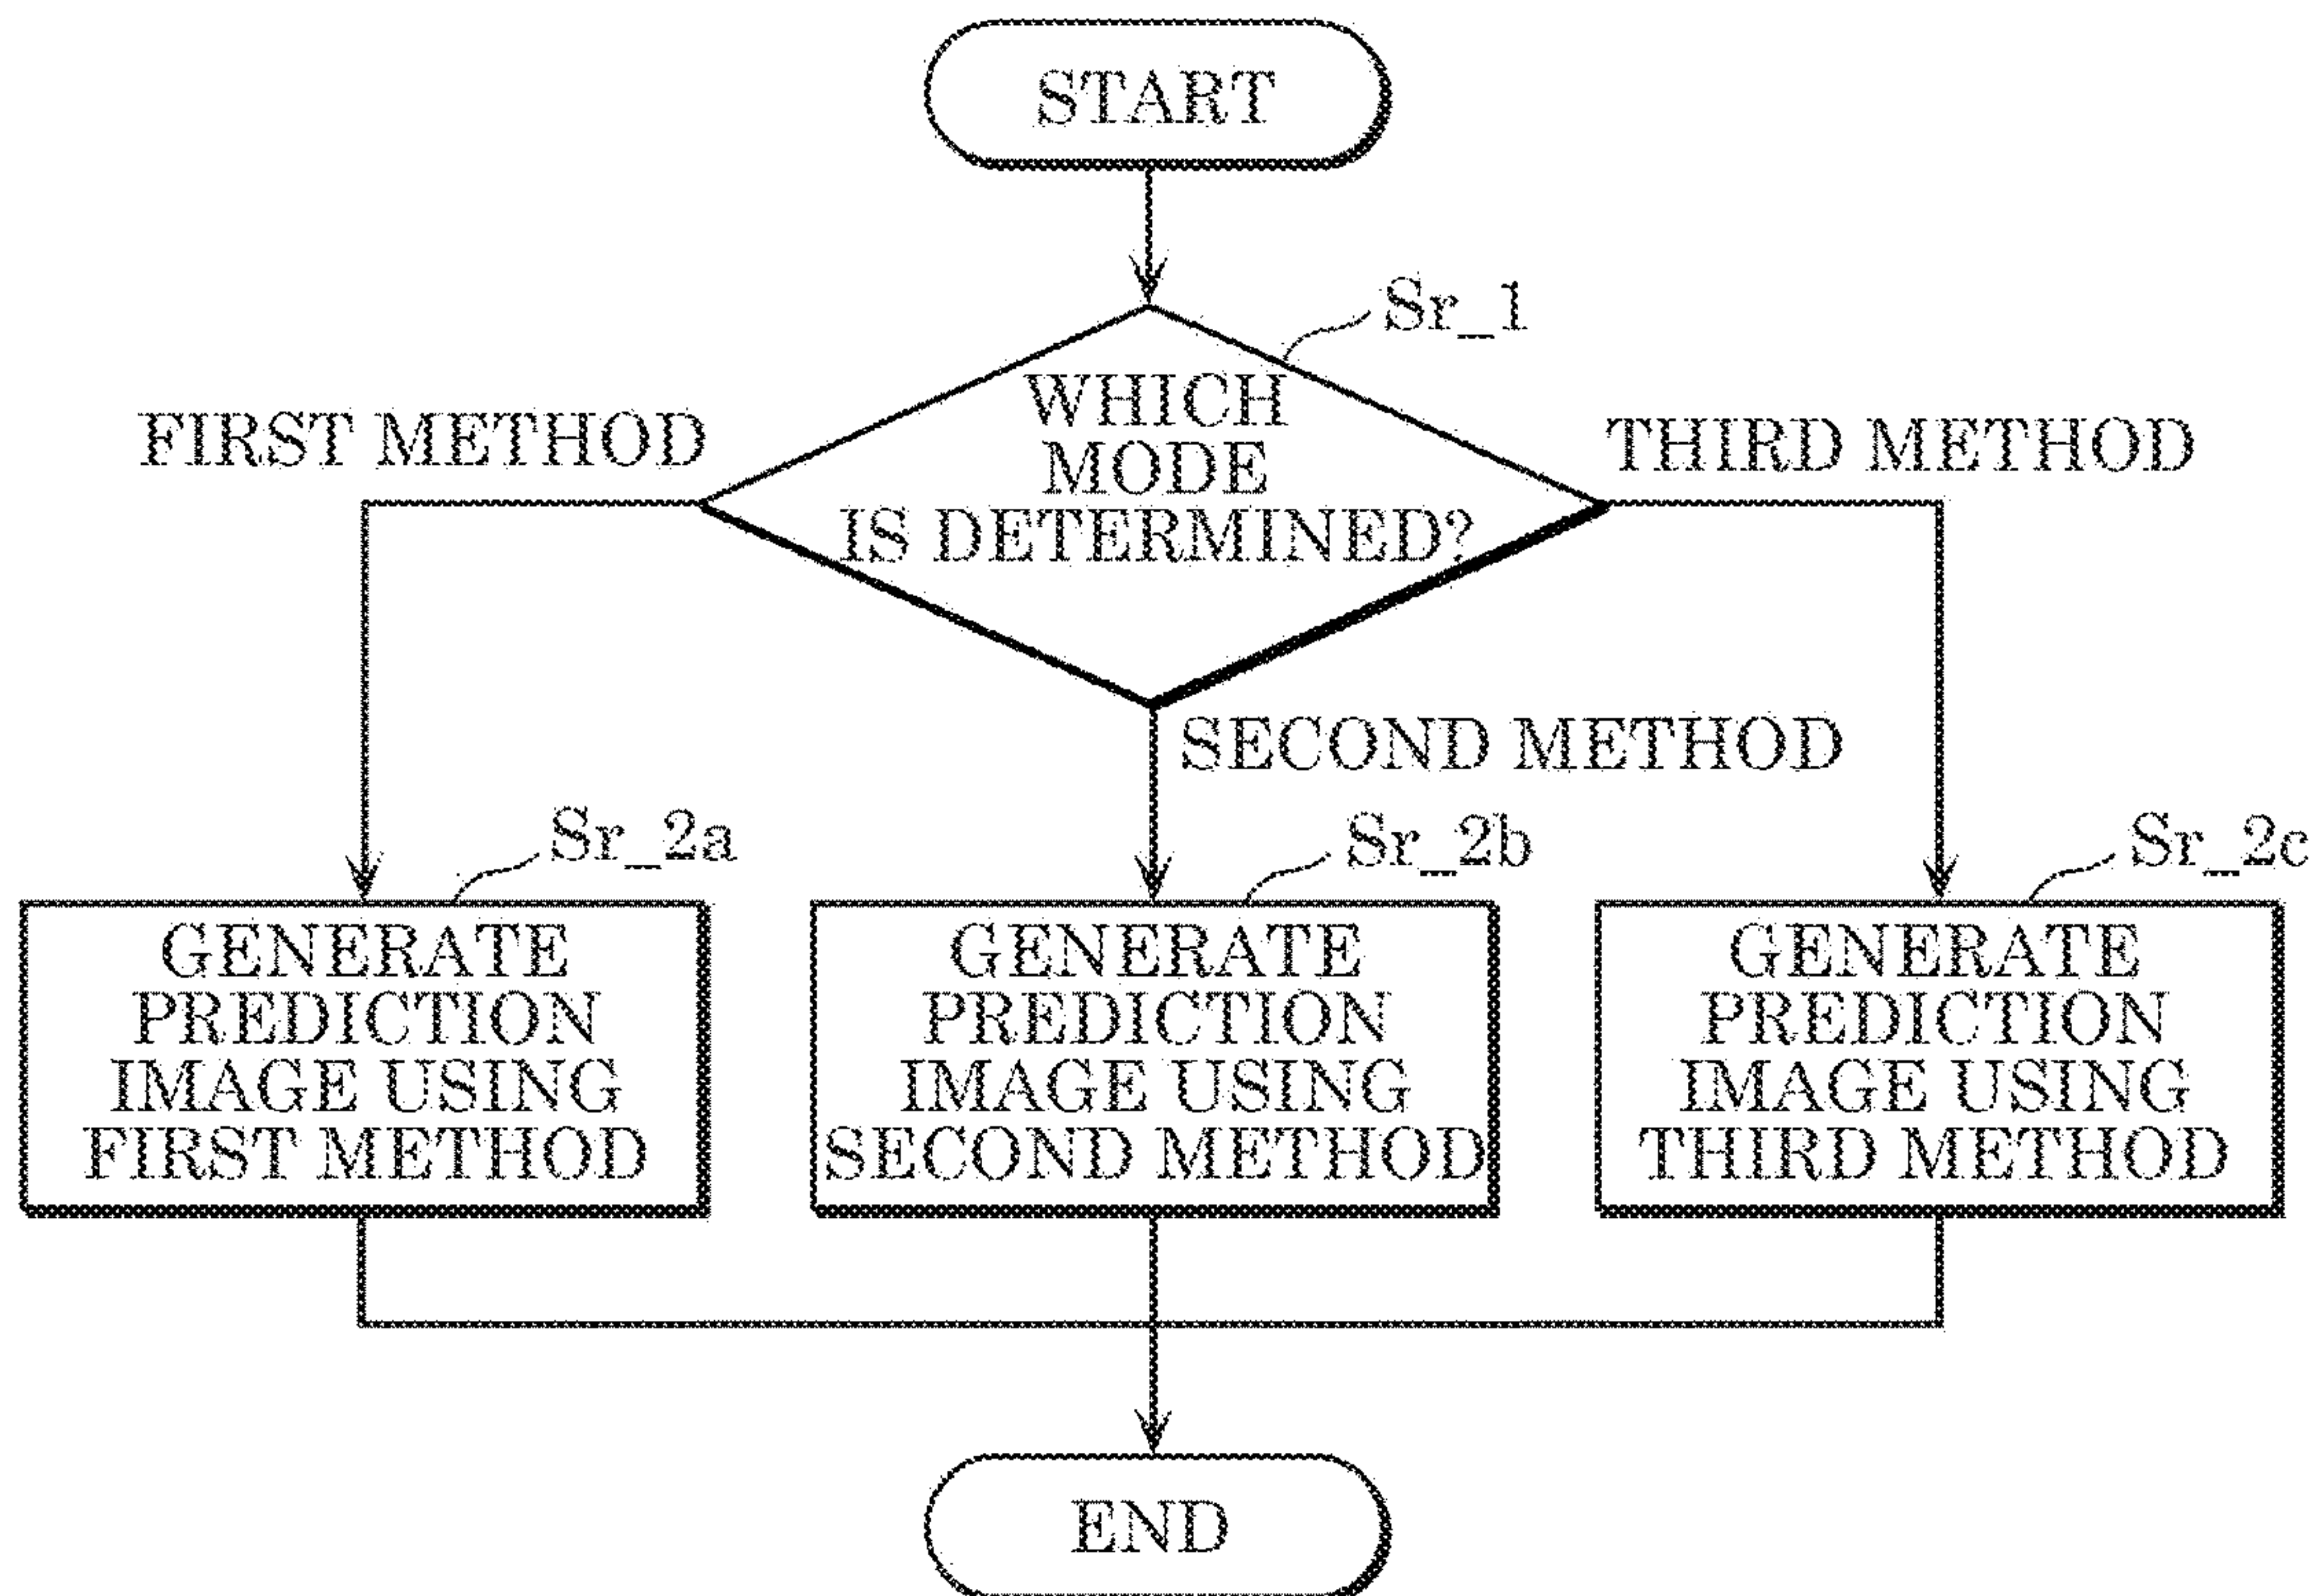 START
Sr_1
WHICH
MODE
IS DETERMINED?
FIRST METHOD
THIRD METHOD
SECOND METHOD
Sr_2a
GENERATE
PREDICTION
IMAGE USING
FIRST METHOD
Sr_2b
GENERATE
PREDICTION
IMAGE USING
SECOND METHOD
Sr_2c
GENERATE
PREDICTION
IMAGE USING
THIRD METHOD
END